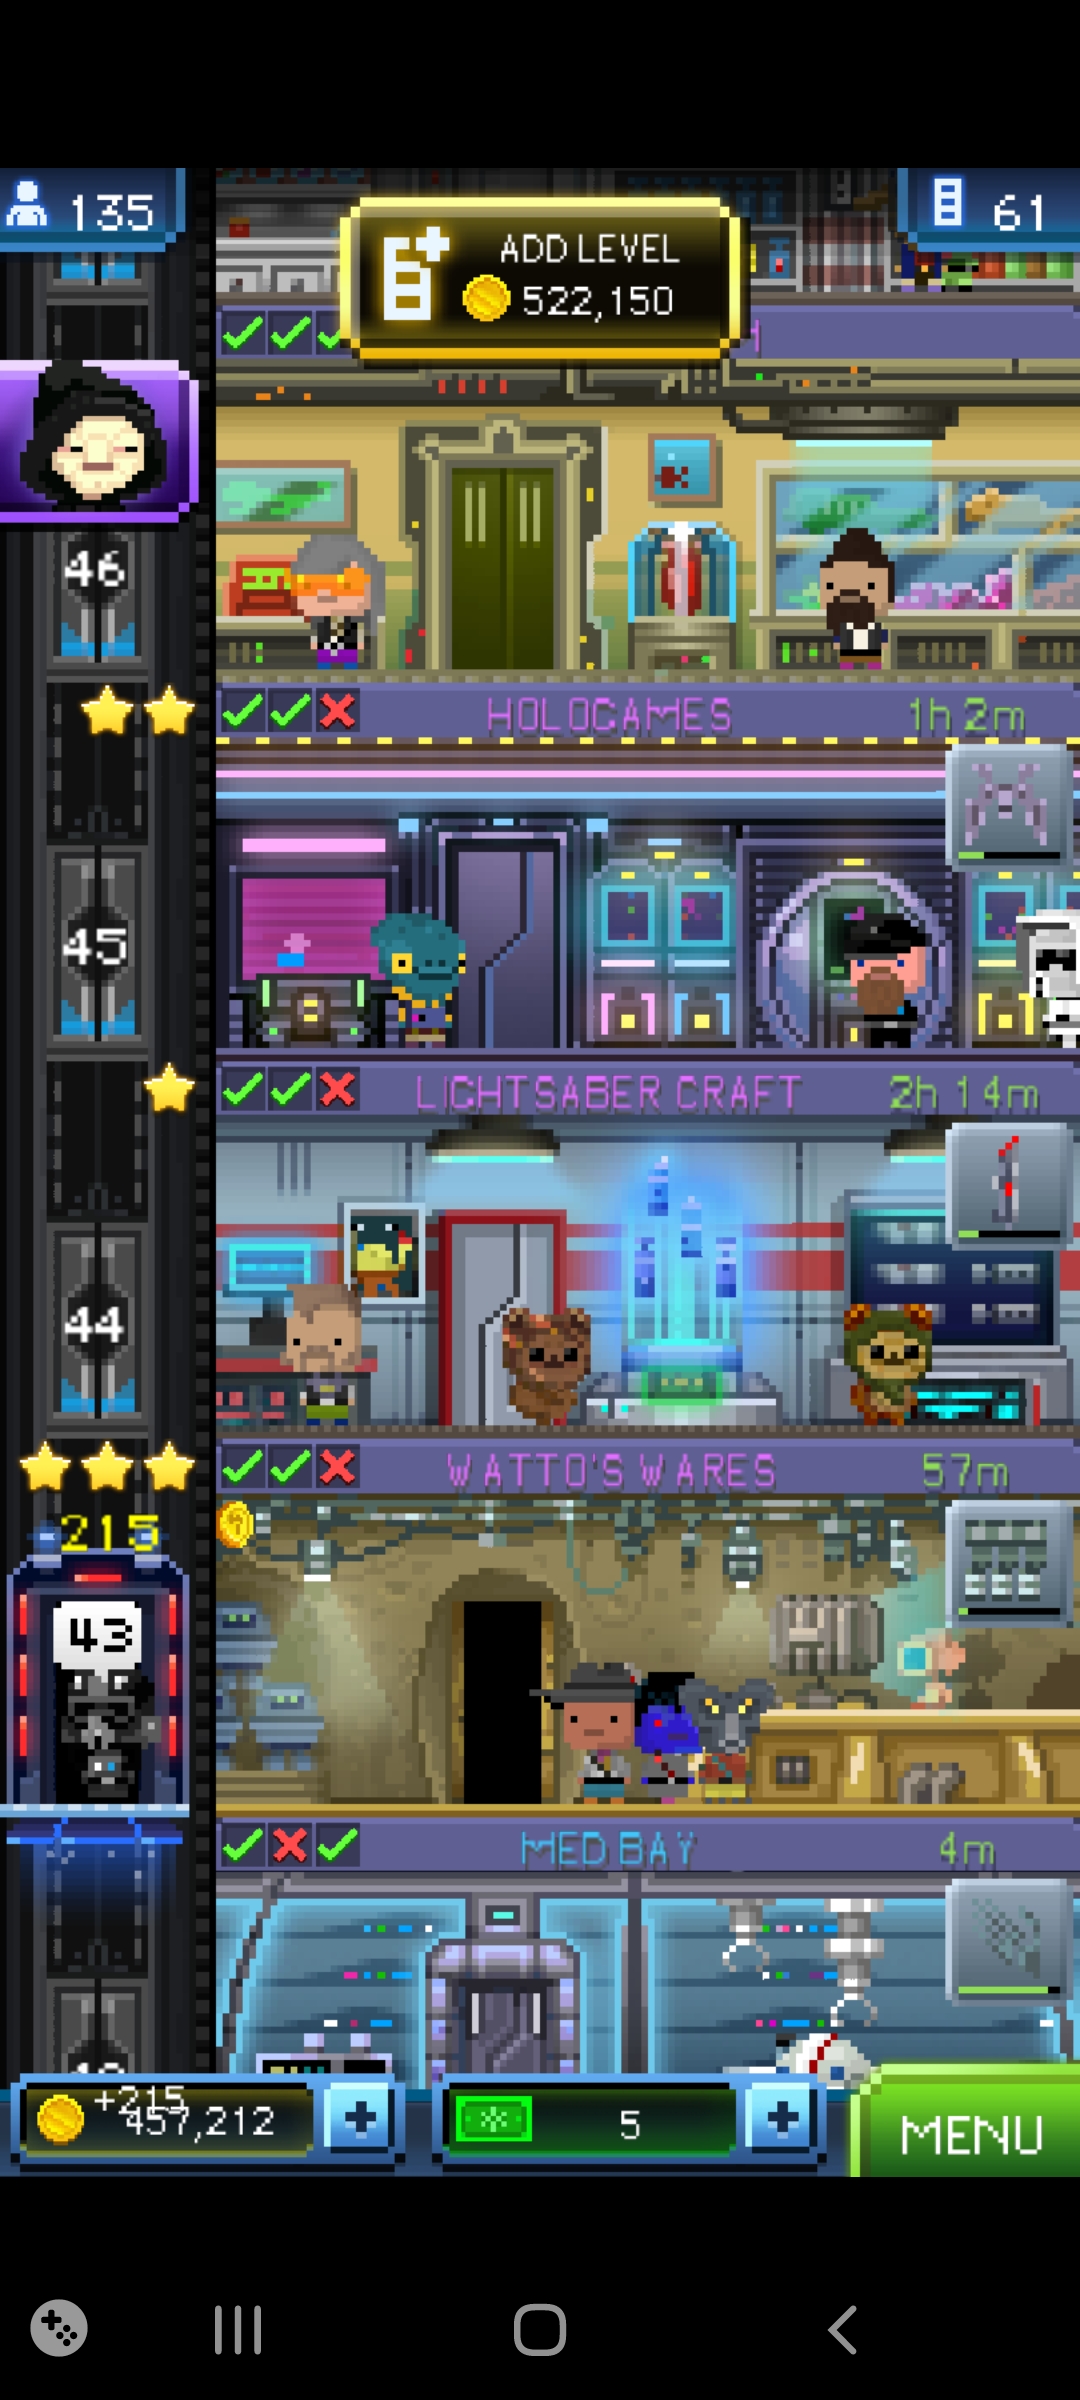 135
61
ADD LEVEL
522,150
46
HOLOGAMES
1h 2m
45
LIGHTSABER CRAFT
2h 14m
44
WATTO'S WARES
57m
215
43
MED BAY
4m
+215
457,212
5
MENU